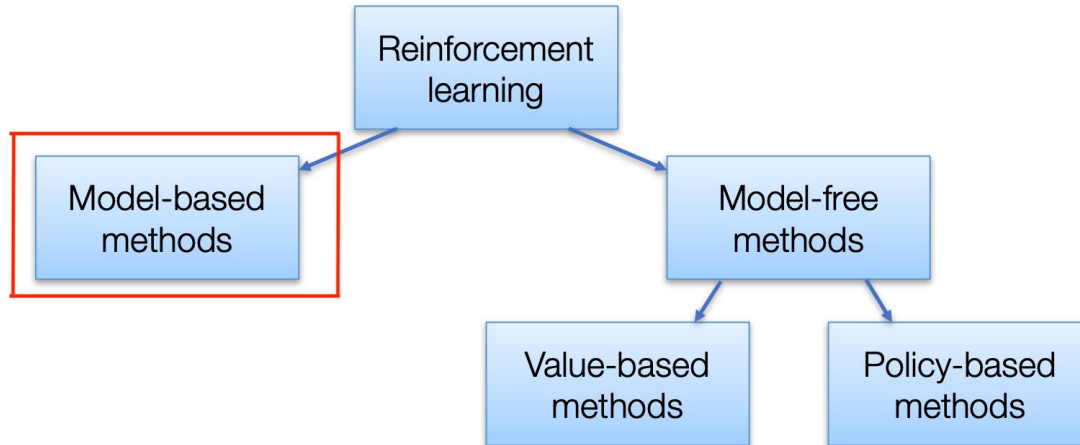 Reinforcement
learning
Model-based
methods
Model-free
methods
Value-based
methods
Policy-based
methods